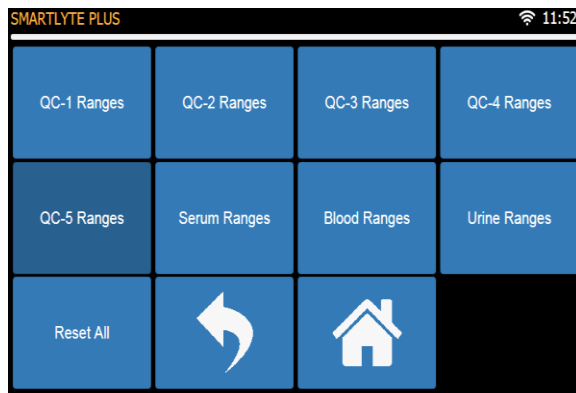 SMARTLYTE PLUS 11:52
QC-1 Ranges QC-2 Ranges QC-3 Ranges QC-4 Ranges
QC-5 Ranges Serum Ranges Blood Ranges Urine Ranges
Reset All